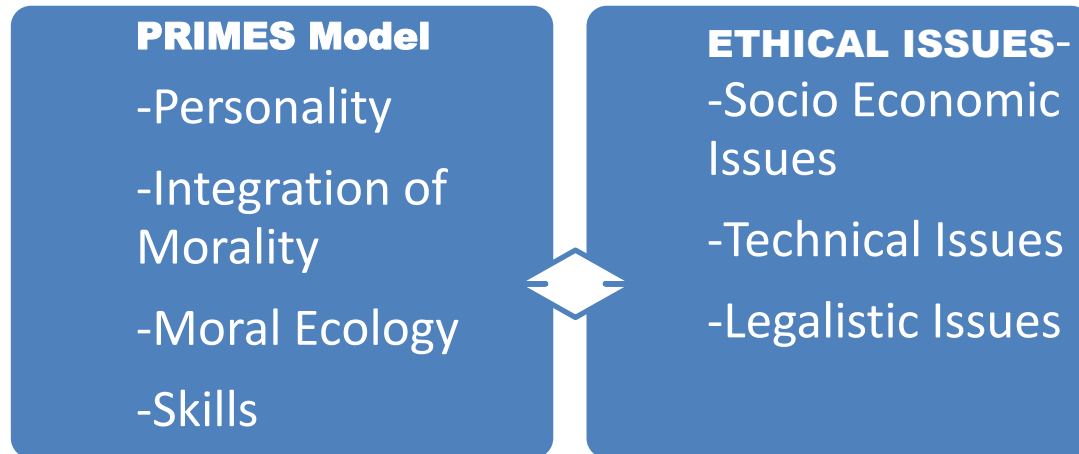 PRIMES Model
-Personality
-Integration of
Morality
-Moral Ecology
-Skills
ETHICAL ISSUES-
-Socio Economic
Issues
-Technical Issues
-Legalistic Issues